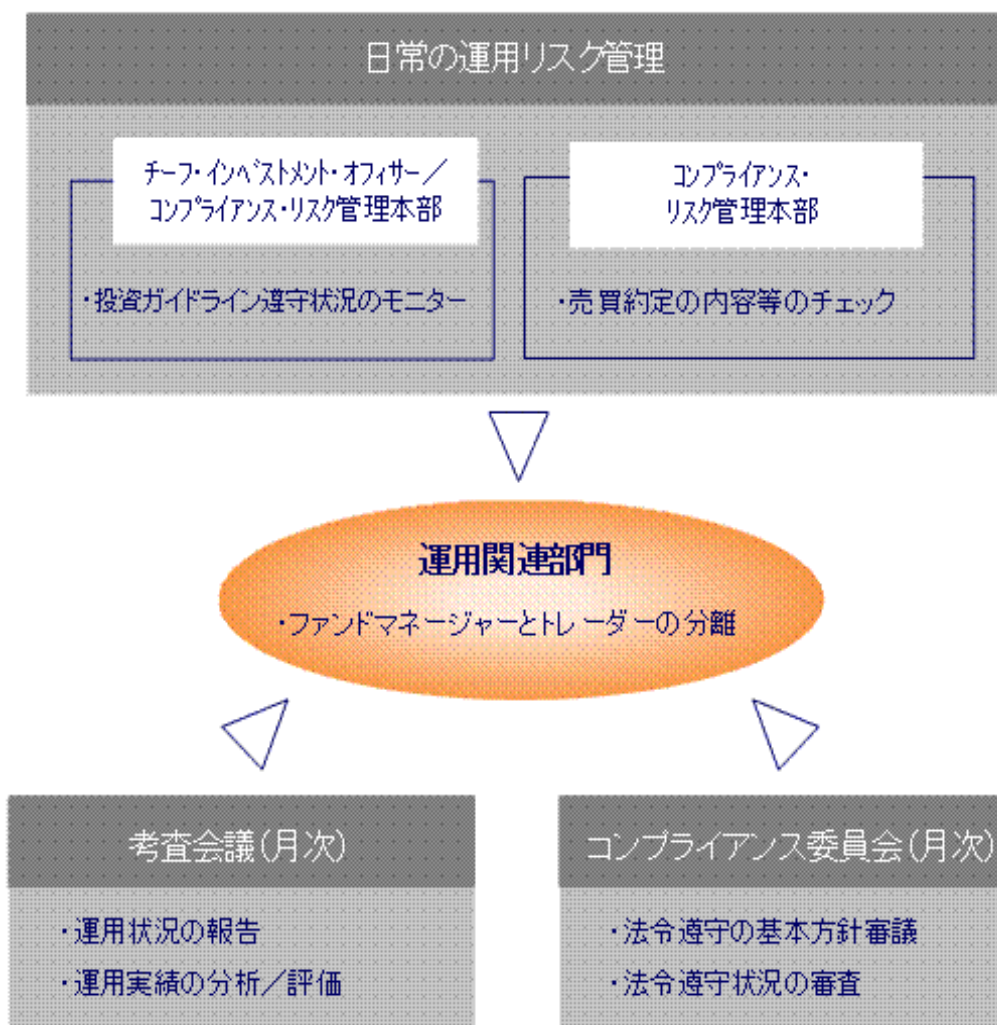 日常の運用リスク管理
チーフ・インベストメント・オフィサー／
コンプライアンス・リスク管理本部
・投資ガイドライン遵守状況のモニター
コンプライアンス・
リスク管理本部
・売買約定の内容等のチェック
運用関連部門
・ファンドマネージャーとトレーダーの分離
考査会議(月次)
・運用状況の報告
・運用実績の分析／評価
コンプライアンス委員会(月次)
・法令遵守の基本方針審議
・法令遵守状況の審査